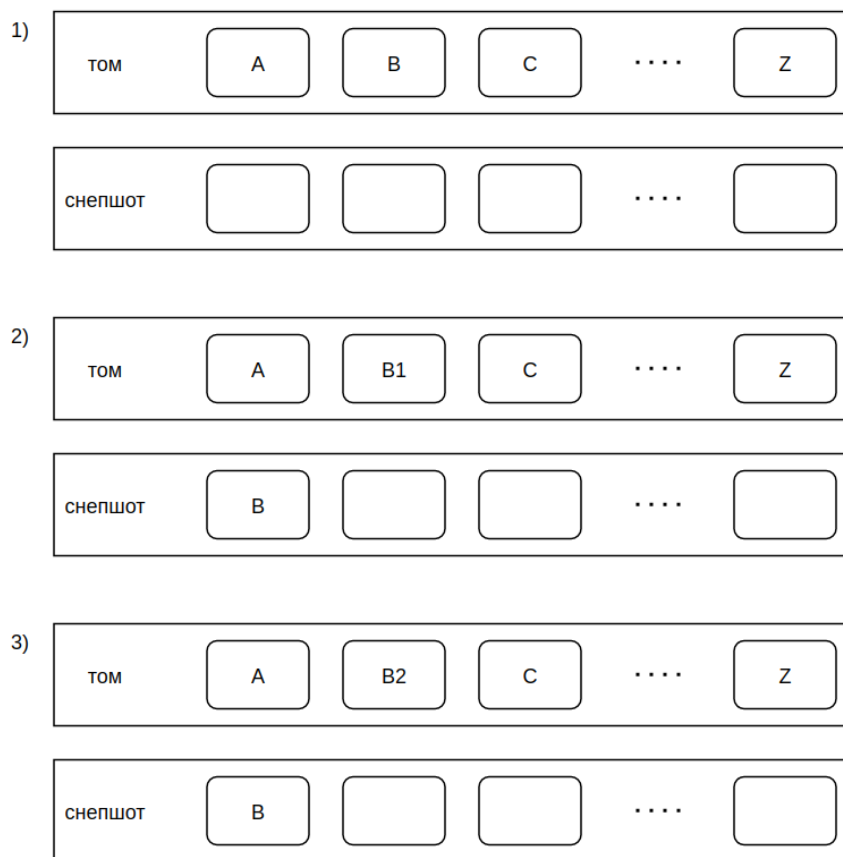 1)
том A B C . . . . Z
снепшот . . . .
2)
том A B1 C . . . . Z
снепшот B . . . .
3)
том A B2 C . . . . Z
снепшот B . . . .